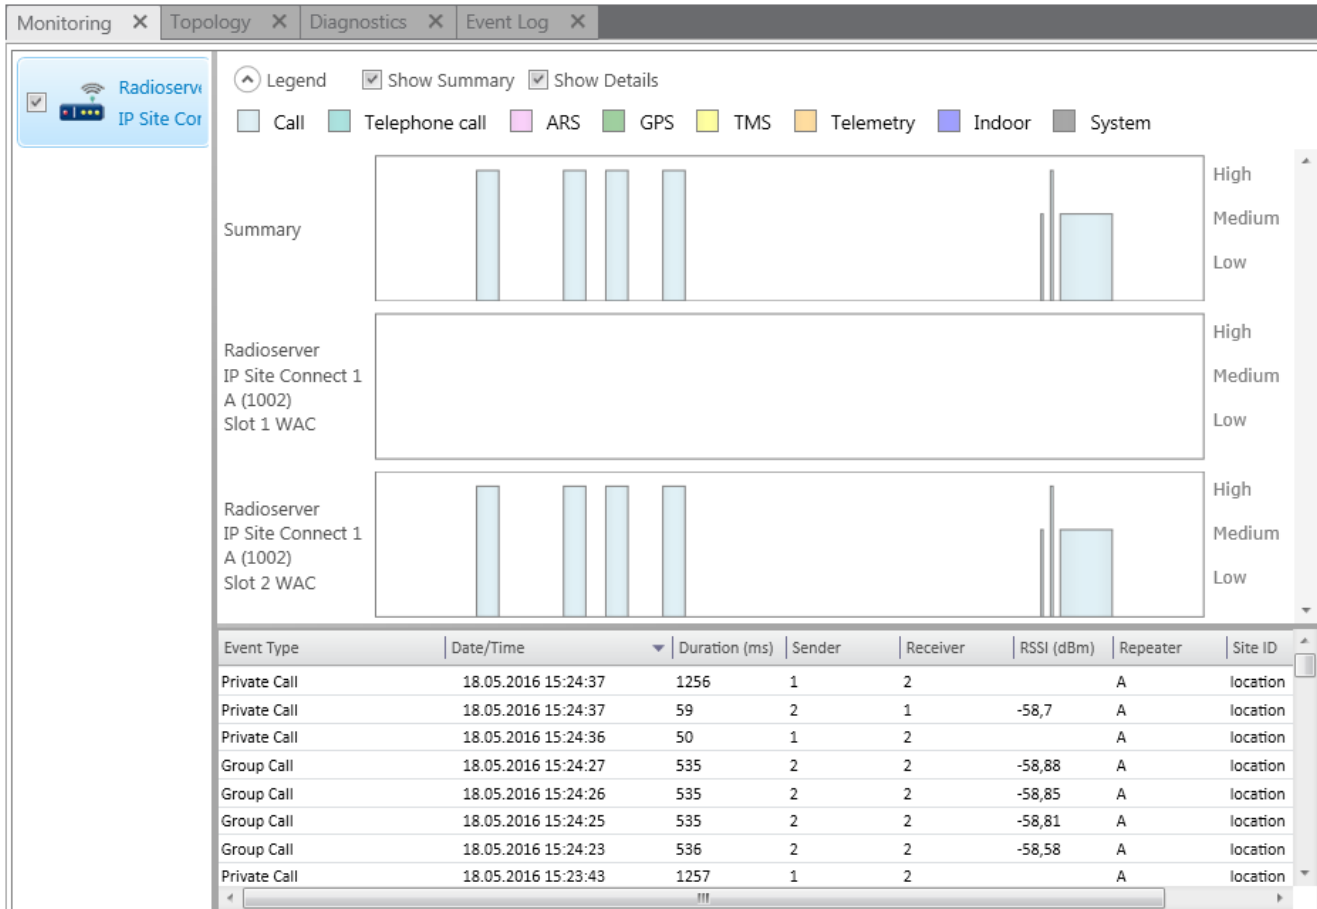 Monitoring Topology Diagnostics Event Log
Radioserve
IP Site Cor
Legend Show Summary Show Details
Call Telephone call ARS GPS TMS Telemetry Indoor System
Summary
High
Medium
Low
Radioserver
IP Site Connect 1
A (1002)
Slot 1 WAC
High
Medium
Low
Radioserver
IP Site Connect 1
A (1002)
Slot 2 WAC
High
Medium
Low
Event Type Date/Time Duration (ms) Sender Receiver RSSI (dBm) Repeater Site ID
Private Call 18.05.2016 15:24:37 1256 1 2 A location
Private Call 18.05.2016 15:24:37 59 2 1 -58,7 A location
Private Call 18.05.2016 15:24:36 50 1 2 A location
Group Call 18.05.2016 15:24:27 535 2 2 -58,88 A location
Group Call 18.05.2016 15:24:26 535 2 2 -58,85 A location
Group Call 18.05.2016 15:24:25 535 2 2 -58,81 A location
Group Call 18.05.2016 15:24:23 536 2 2 -58,58 A location
Private Call 18.05.2016 15:23:43 1257 1 2 A location